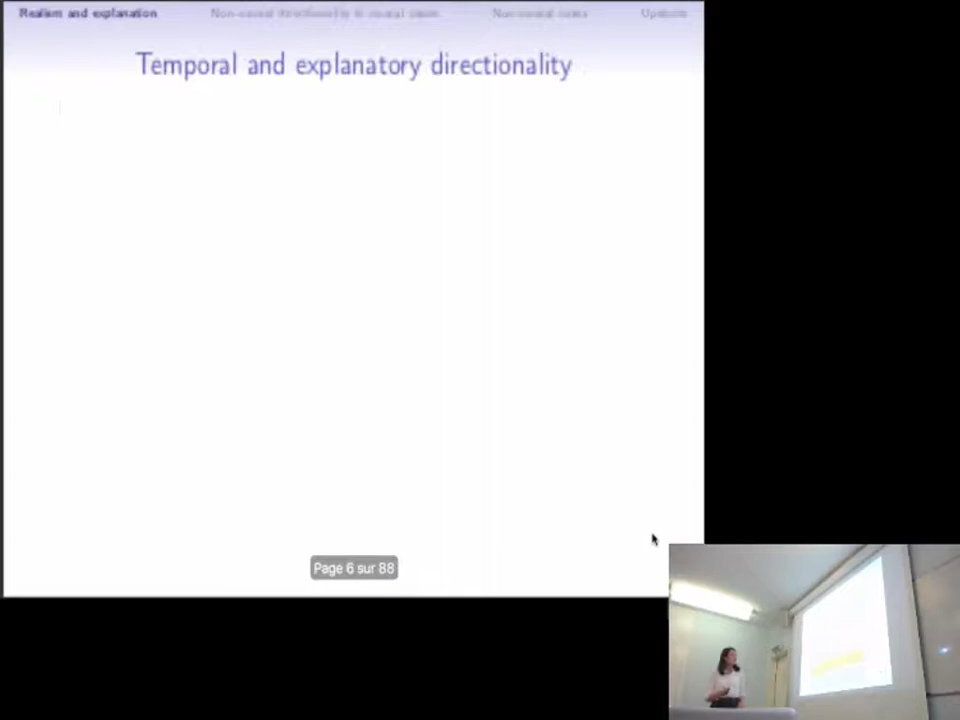 Realism and explanation
Non-causal directionality in causal cases
Non-causal cases
Upshots
Temporal and explanatory directionality
Page 6 sur 88